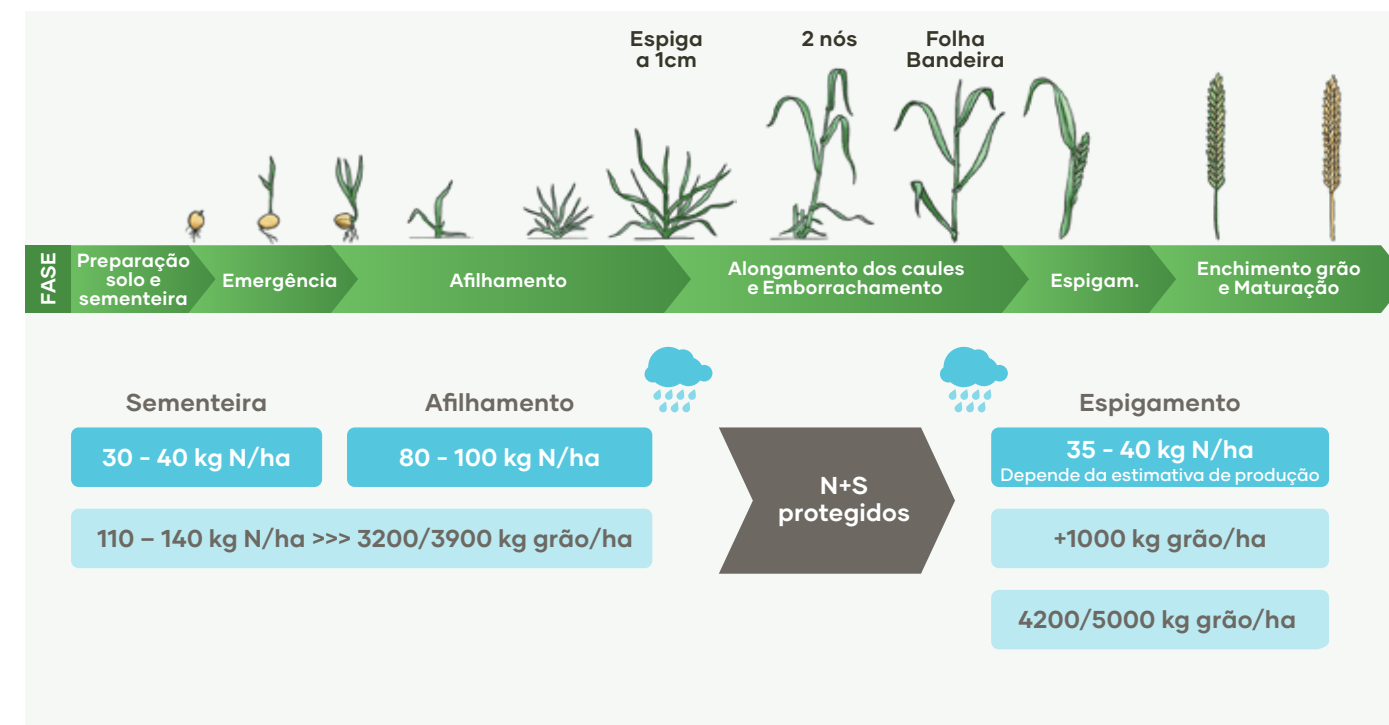 Espiga
a 1cm
2 nós
Folha
Bandeira
FASE
Preparação
solo e
sementeira
Emergência
Afilhamento
Alongamento dos caules
e Emborrachamento
Espigam.
Enchimento grão
e Maturação
Sementeira
Afilhamento
Espigamento
30 - 40 kg N/ha
80 - 100 kg N/ha
35 - 40 kg N/ha
Depende da estimativa de produção
N+S
protegidos
110 – 140 kg N/ha >>> 3200/3900 kg grão/ha
+1000 kg grão/ha
4200/5000 kg grão/ha